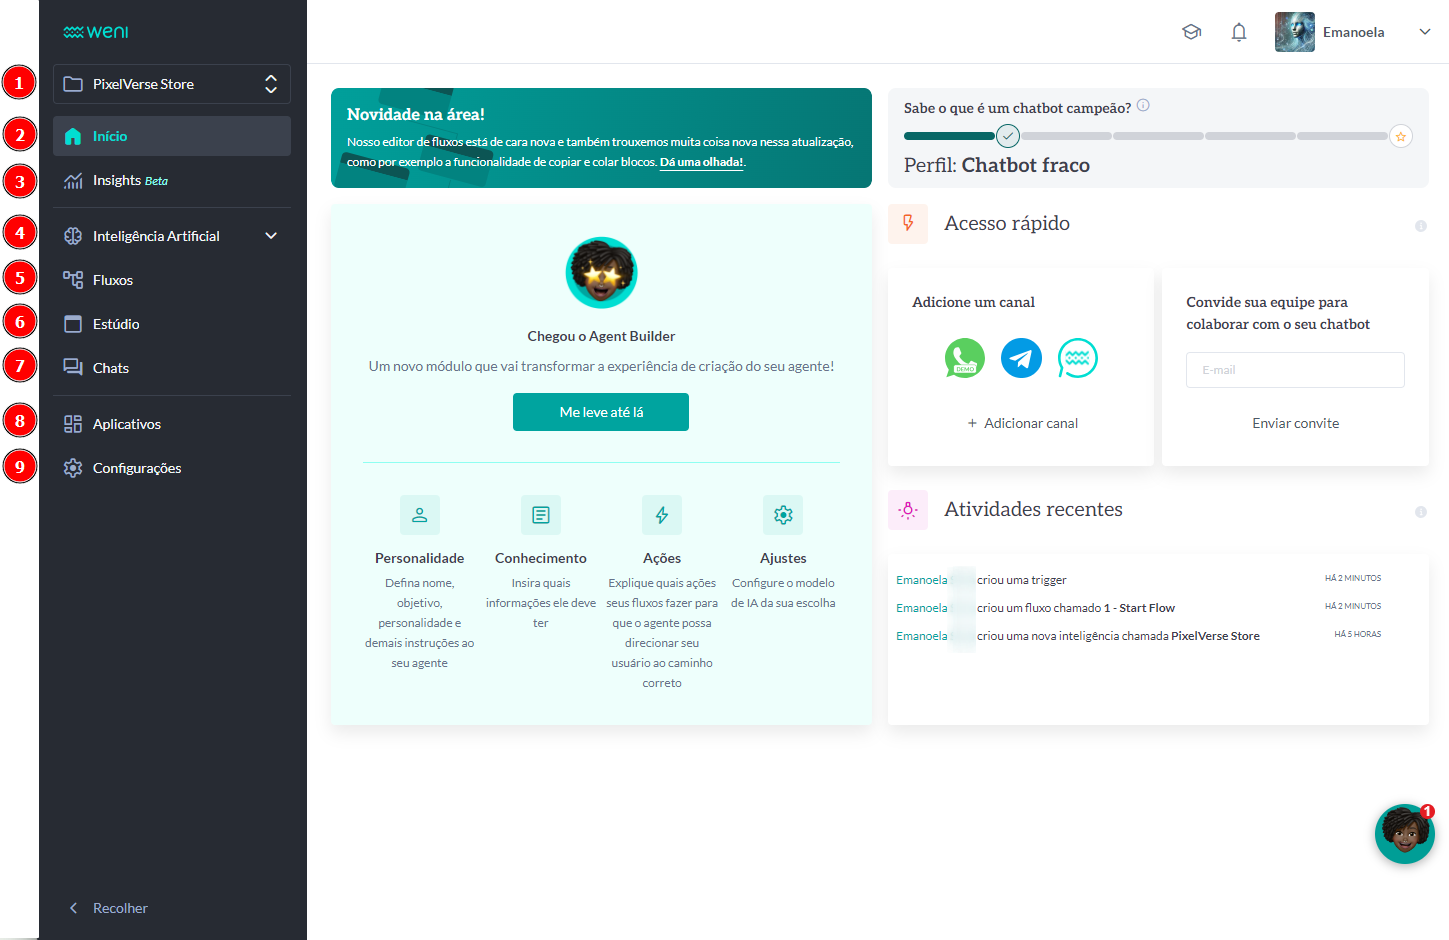 weni
Emanoela
1
PixelVerse Store
2
Início
3
Insights Beta
4
Inteligência Artificial
5
Fluxos
6
Estúdio
7
Chats
8
Aplicativos
9
Configurações
Recolher
Novidade na área!
Nosso editor de fluxos está de cara nova e também trouxemos muita coisa nova nessa atualização,
como por exemplo a funcionalidade de copiar e colar blocos. Dá uma olhada!.
Sabe o que é um chatbot campeão?
Perfil: Chatbot fraco
Chegou o Agent Builder
Um novo módulo que vai transformar a experiência de criação do seu agente!
Me leve até lá
Personalidade
Defina nome,
objetivo,
personalidade e
demais instruções ao
seu agente
Conhecimento
Insira quais
informações ele deve
ter
Ações
Explique quais ações
seus fluxos fazer para
que o agente possa
direcionar seu
usuário ao caminho
correto
Ajustes
Configure o modelo
de IA da sua escolha
Acesso rápido
Adicione um canal
DEMO
+ Adicionar canal
Convide sua equipe para
colaborar com o seu chatbot
E-mail
Enviar convite
Atividades recentes
Emanoela criou uma trigger HÁ 2 MINUTOS
Emanoela criou um fluxo chamado 1 - Start Flow HÁ 2 MINUTOS
Emanoela criou uma nova inteligência chamada PixelVerse Store HÁ 5 HORAS
1